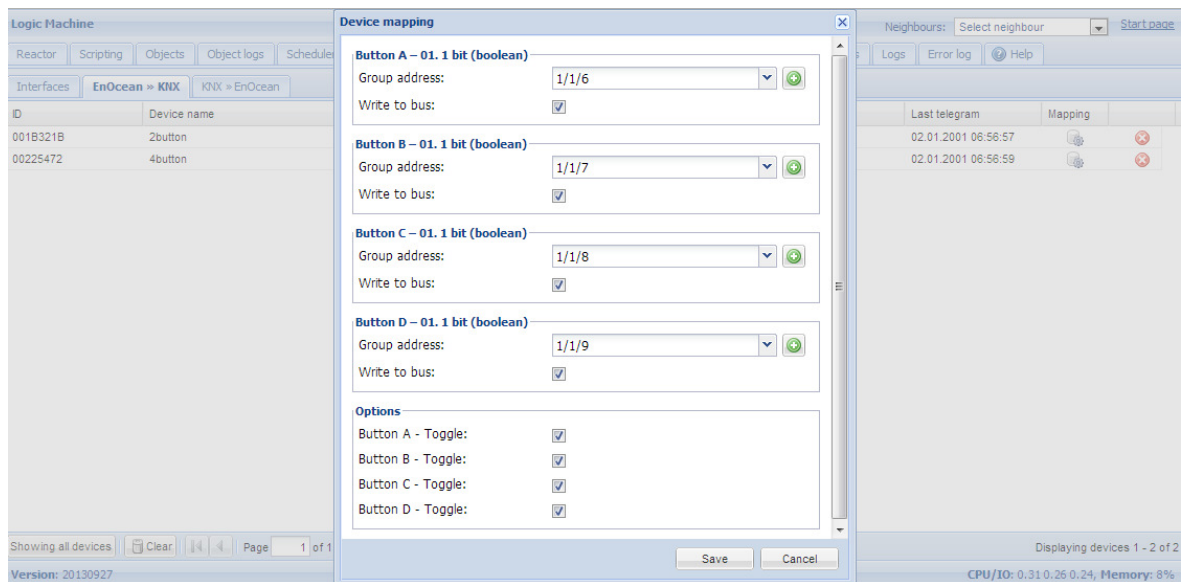 Logic Machine
Device mapping
Neighbours: Select neighbour Start page
Reactor Scripting Objects Object logs Schedule Logs Error log Help
Interfaces EnOcean » KNX KNX » EnOcean
ID Device name Last telegram Mapping
001B321B 2button 02.01.2001 06:56:57
00225472 4button 02.01.2001 06:56:59
Button A – 01. 1 bit (boolean)
Group address: 1/1/6
Write to bus:
Button B – 01. 1 bit (boolean)
Group address: 1/1/7
Write to bus:
Button C – 01. 1 bit (boolean)
Group address: 1/1/8
Write to bus:
Button D – 01. 1 bit (boolean)
Group address: 1/1/9
Write to bus:
Options
Button A - Toggle:
Button B - Toggle:
Button C - Toggle:
Button D - Toggle:
Save Cancel
Showing all devices Clear Page 1 of 1 Displaying devices 1 - 2 of 2
Version: 20130927 CPU/IO: 0.31 0.26 0.24, Memory: 8%